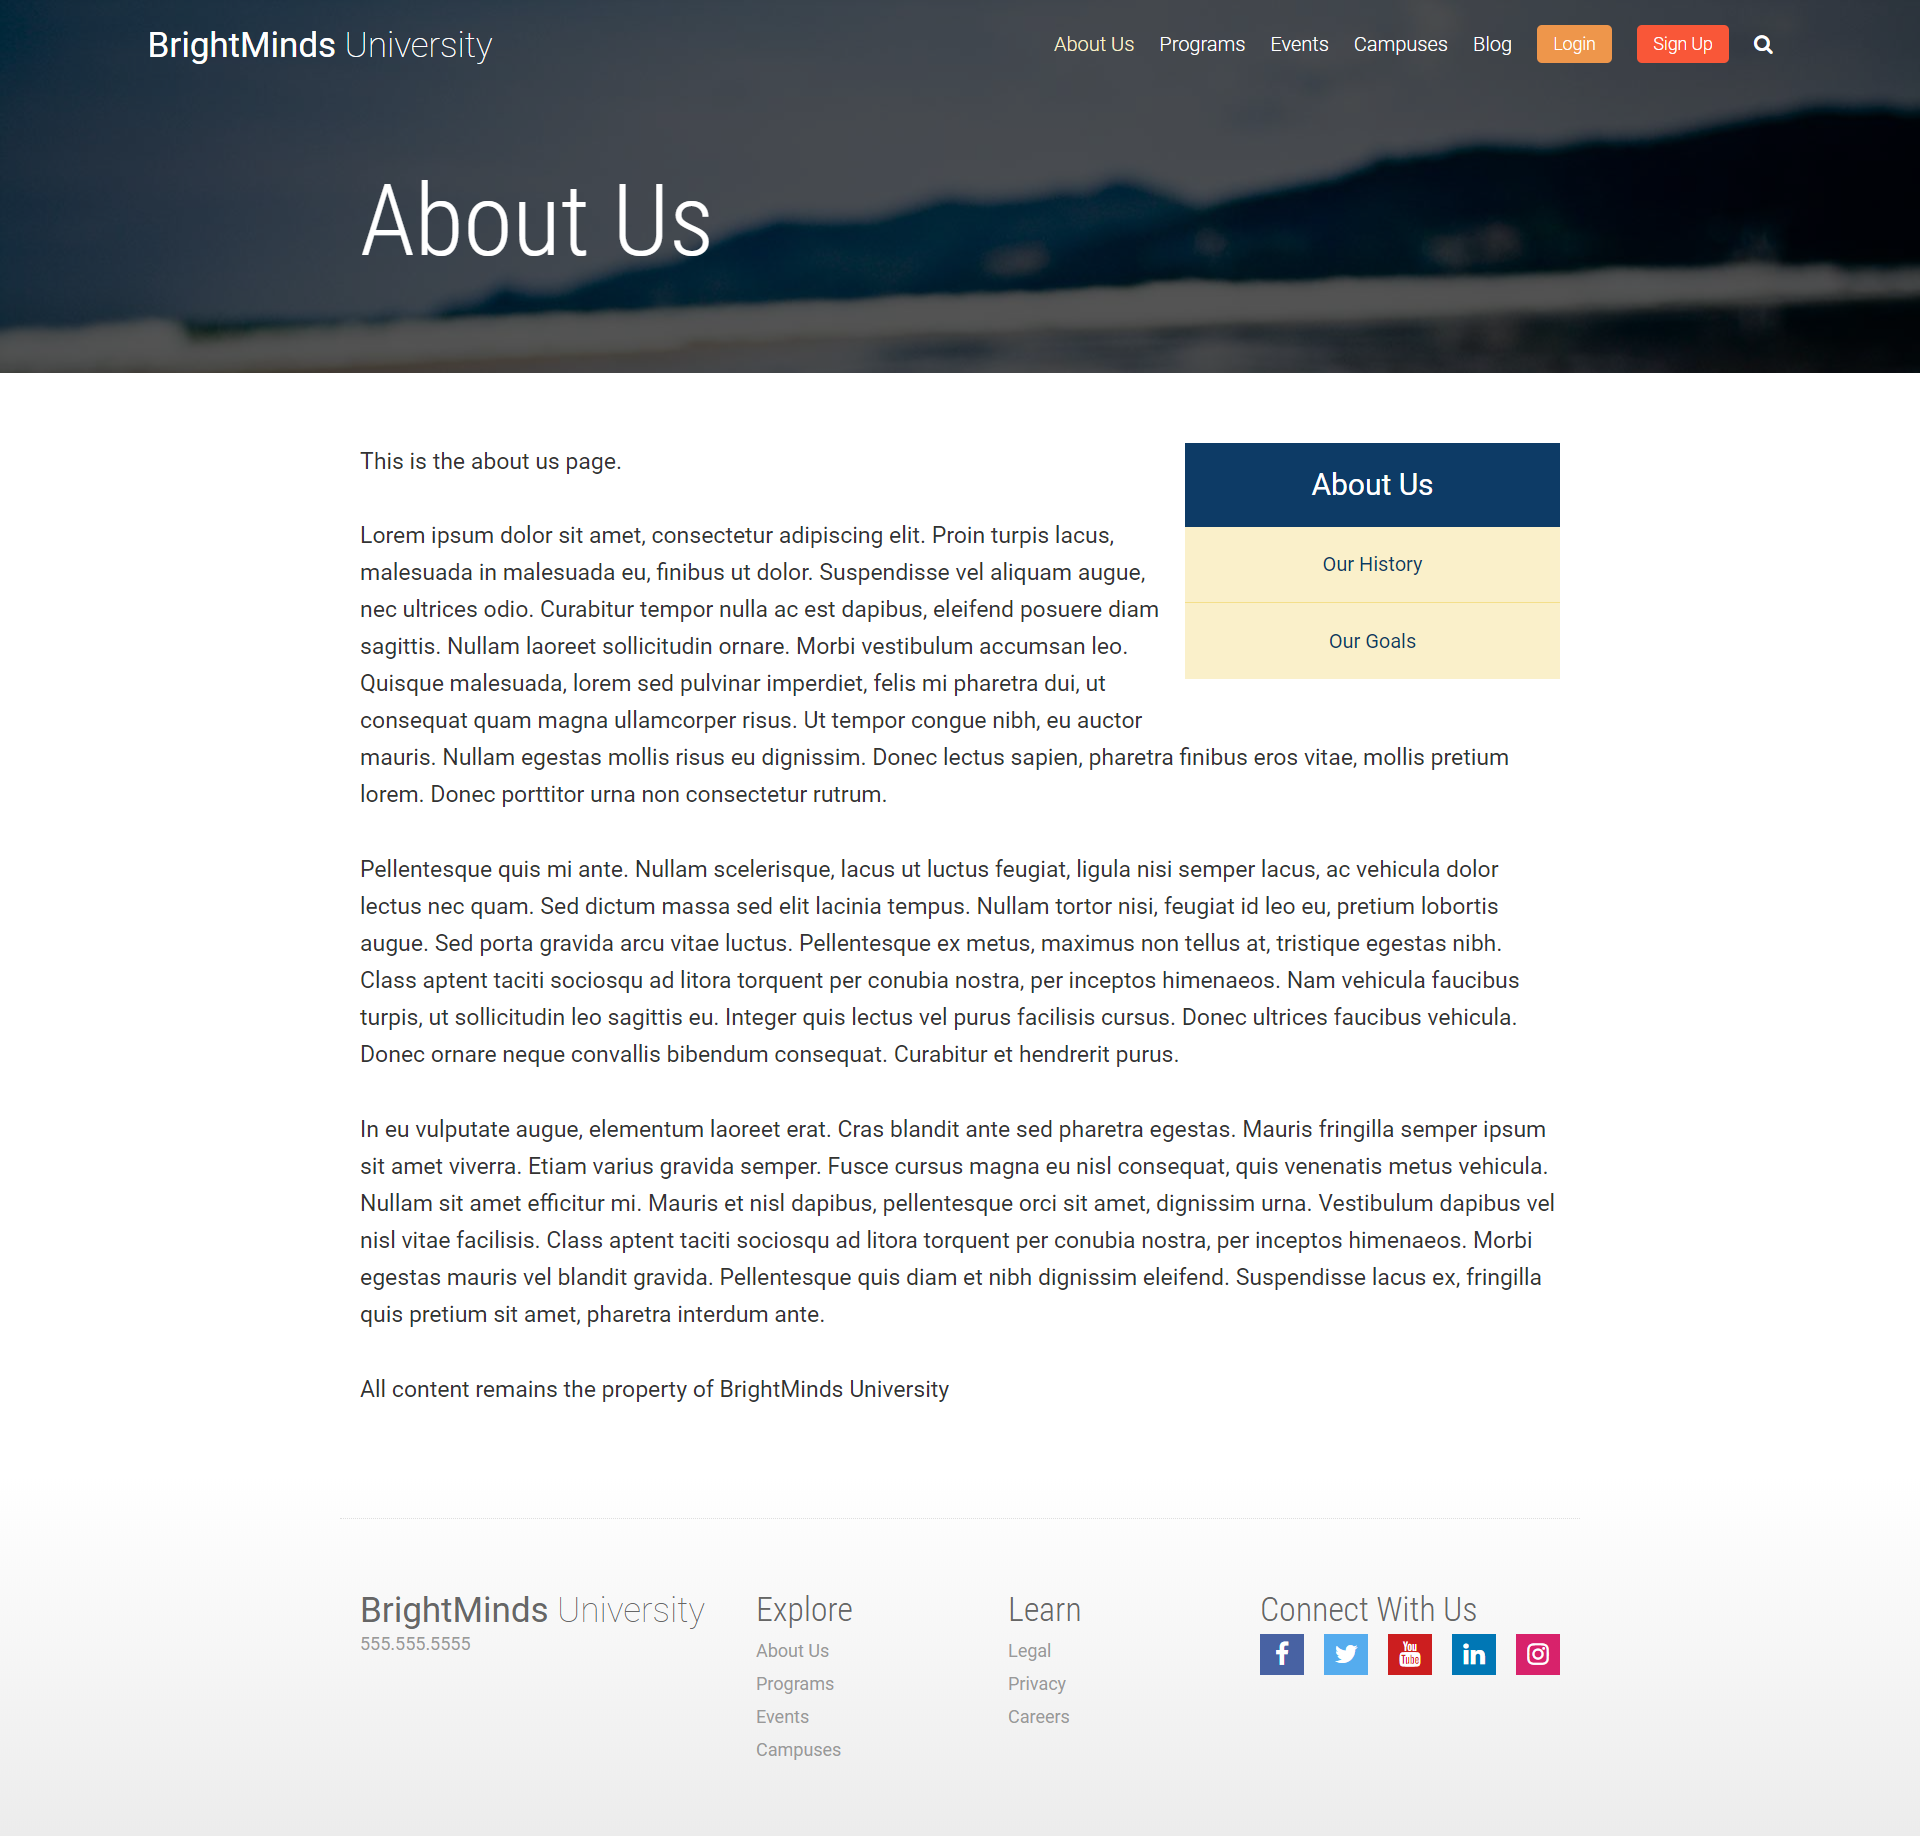 BrightMinds University
About Us
Programs
Events
Campuses
Blog
Login
Sign Up
About Us
This is the about us page.
Lorem ipsum dolor sit amet, consectetur adipiscing elit. Proin turpis lacus,
malesuada in malesuada eu, finibus ut dolor. Suspendisse vel aliquam augue,
nec ultrices odio. Curabitur tempor nulla ac est dapibus, eleifend posuere diam
sagittis. Nullam laoreet sollicitudin ornare. Morbi vestibulum accumsan leo.
Quisque malesuada, lorem sed pulvinar imperdiet, felis mi pharetra dui, ut
consequat quam magna ullamcorper risus. Ut tempor congue nibh, eu auctor
mauris. Nullam egestas mollis risus eu dignissim. Donec lectus sapien, pharetra finibus eros vitae, mollis pretium
lorem. Donec porttitor urna non consectetur rutrum.
About Us
Our History
Our Goals
Pellentesque quis mi ante. Nullam scelerisque, lacus ut luctus feugiat, ligula nisi semper lacus, ac vehicula dolor
lectus nec quam. Sed dictum massa sed elit lacinia tempus. Nullam tortor nisi, feugiat id leo eu, pretium lobortis
augue. Sed porta gravida arcu vitae luctus. Pellentesque ex metus, maximus non tellus at, tristique egestas nibh.
Class aptent taciti sociosqu ad litora torquent per conubia nostra, per inceptos himenaeos. Nam vehicula faucibus
turpis, ut sollicitudin leo sagittis eu. Integer quis lectus vel purus facilisis cursus. Donec ultrices faucibus vehicula.
Donec ornare neque convallis bibendum consequat. Curabitur et hendrerit purus.
In eu vulputate augue, elementum laoreet erat. Cras blandit ante sed pharetra egestas. Mauris fringilla semper ipsum
sit amet viverra. Etiam varius gravida semper. Fusce cursus magna eu nisl consequat, quis venenatis metus vehicula.
Nullam sit amet efficitur mi. Mauris et nisl dapibus, pellentesque orci sit amet, dignissim urna. Vestibulum dapibus vel
nisl vitae facilisis. Class aptent taciti sociosqu ad litora torquent per conubia nostra, per inceptos himenaeos. Morbi
egestas mauris vel blandit gravida. Pellentesque quis diam et nibh dignissim eleifend. Suspendisse lacus ex, fringilla
quis pretium sit amet, pharetra interdum ante.
All content remains the property of BrightMinds University
BrightMinds University
555.555.5555
Explore
About Us
Programs
Events
Campuses
Learn
Legal
Privacy
Careers
Connect With Us
f
You
Tube
in